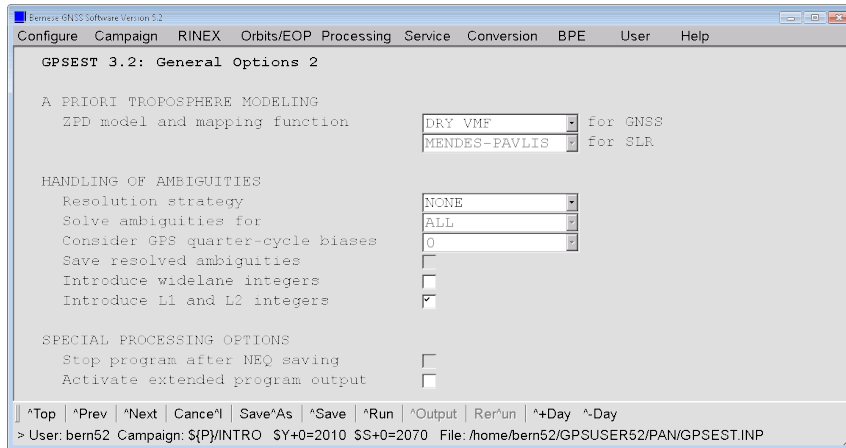 Bernese GNSS Software Version 5.2
Configure Campaign RINEX Orbits/EOP Processing Service Conversion BPE User Help
GPSEST 3.2: General Options 2
A PRIORI TROPOSPHERE MODELING
ZPD model and mapping function DRY VMF for GNSS
MENDES-PAVLIS for SLR
HANDLING OF AMBIGUITIES
Resolution strategy NONE
Solve ambiguities for ALL
Consider GPS quarter-cycle biases 0
Save resolved ambiguities
Introduce widelane integers
Introduce L1 and L2 integers
SPECIAL PROCESSING OPTIONS
Stop program after NEQ saving
Activate extended program output
^Top ^Prev ^Next Cance^l Save^As ^Save ^Run ^Output Rer^un ^+Day ^-Day
> User: bern52 Campaign: ${P}/INTRO $Y+0=2010 $S+0=2070 File: /home/bern52/GPSUSER52/PAN/GPSEST.INP